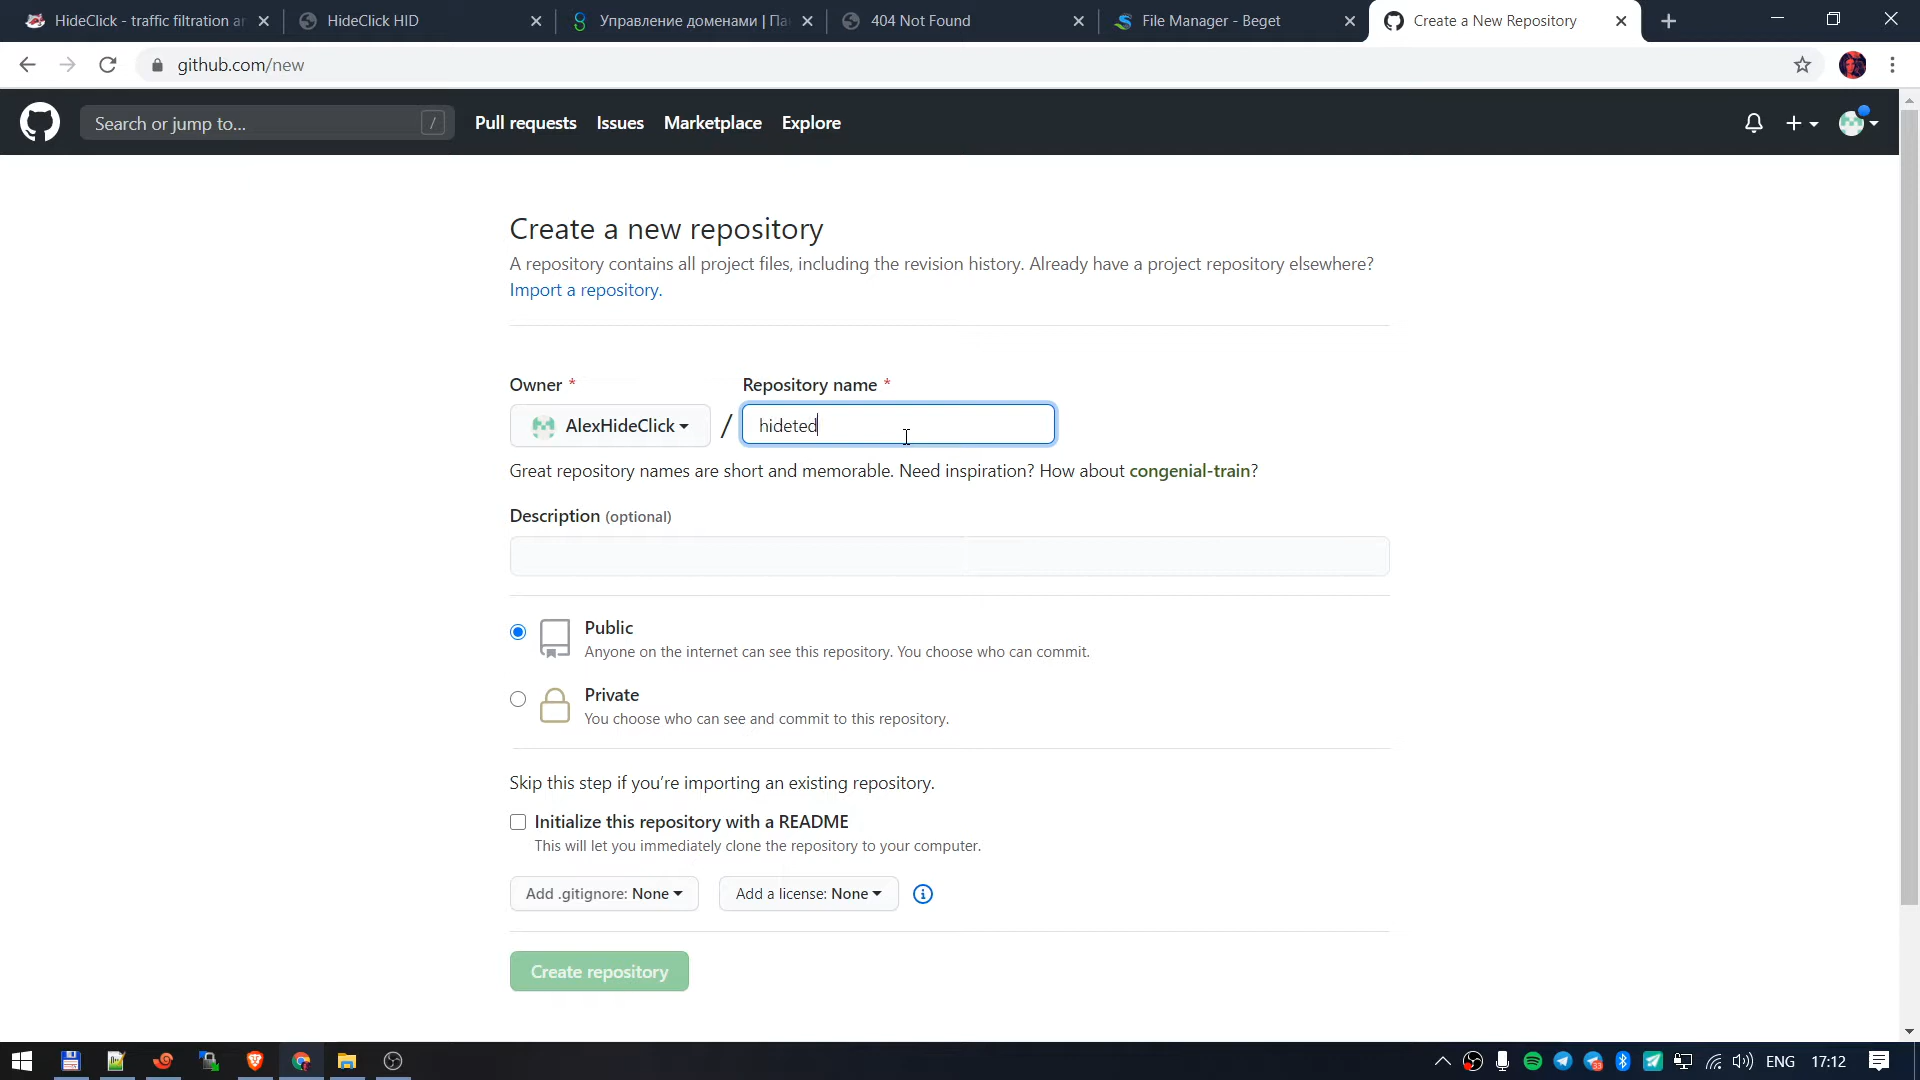 HideClick - traffic filtration ar
HideClick HID
Управление доменами | Па
404 Not Found
File Manager - Beget
Create a New Repository
github.com/new
Search or jump to...
/
Pull requests
Issues
Marketplace
Explore
Create a new repository
A repository contains all project files, including the revision history. Already have a project repository elsewhere?
Import a repository.
Owner *
Repository name *
AlexHideClick
/
hideted
Great repository names are short and memorable. Need inspiration? How about congenial-train?
Description (optional)
Public
Anyone on the internet can see this repository. You choose who can commit.
Private
You choose who can see and commit to this repository.
Skip this step if you’re importing an existing repository.
Initialize this repository with a README
This will let you immediately clone the repository to your computer.
Add .gitignore: None
Add a license: None
Create repository
ENG
17:12